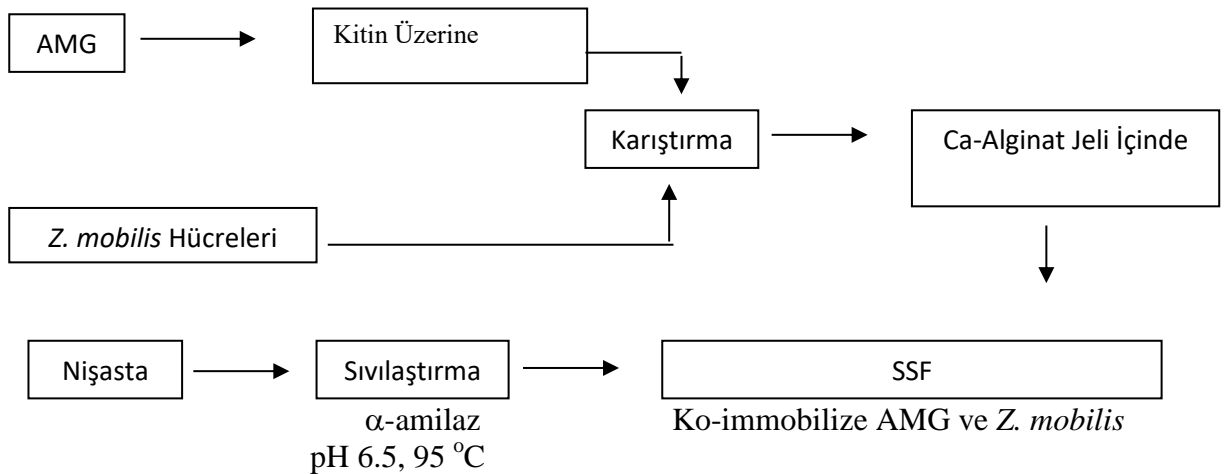 AMG
Kitin Üzerine
Karıştırma
Ca-Alginat Jeli İçinde
Z. mobilis Hücreleri
Nişasta
Sıvılaştırma
SSF
α-amilaz
pH 6.5, 95 °C
Ko-immobilize AMG ve Z. mobilis